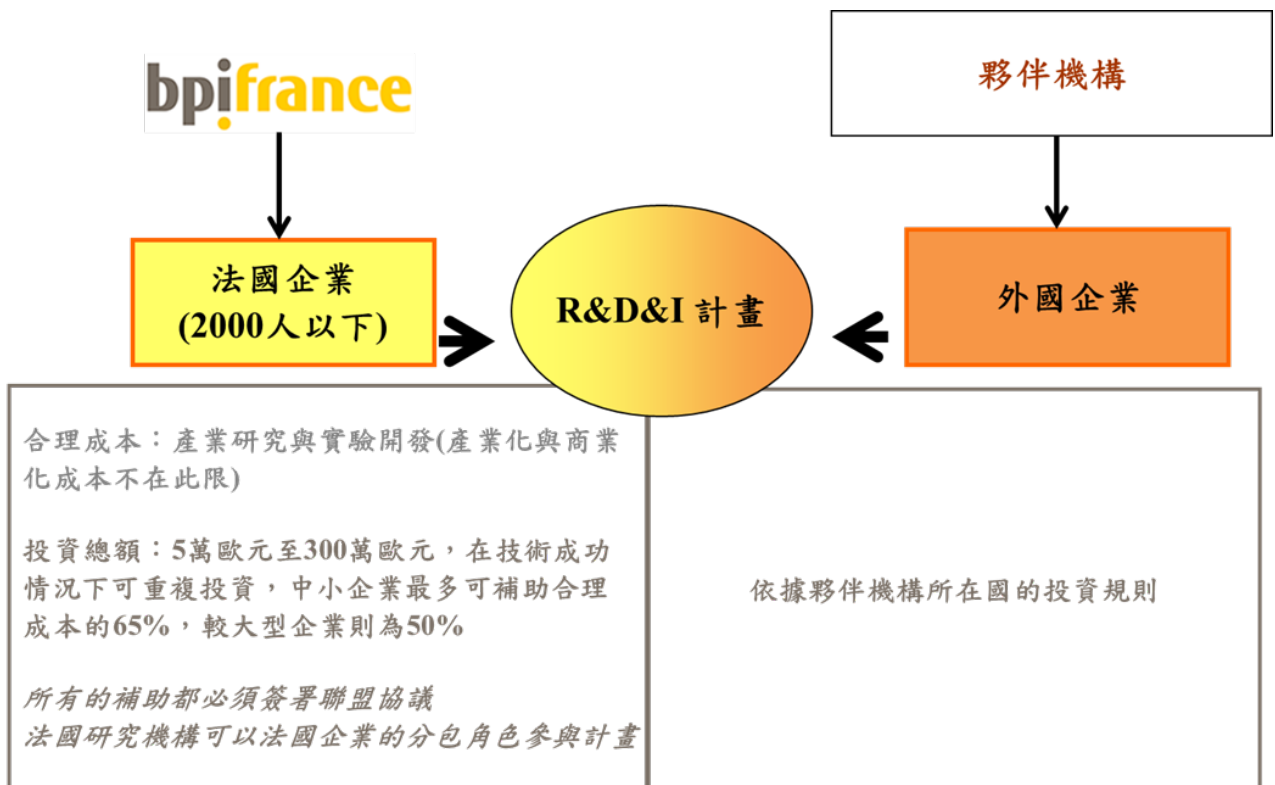 bpifrance
夥伴機構
法國企業
(2000人以下)
R&D&I 計畫
外國企業
合理成本：產業研究與實驗開發(產業化與商業
化成本不在此限)
投資總額：5萬歐元至300萬歐元，在技術成功
情況下可重複投資，中小企業最多可補助合理
成本的65%，較大型企業則為50%
所有的補助都必須簽署聯盟協議
法國研究機構可以法國企業的分包角色參與計畫
依據夥伴機構所在國的投資規則